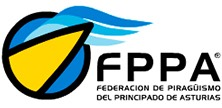 FPPA®
FEDERACION DE PIRAGÜISMO
DEL PRINCIPADO DE ASTURIAS